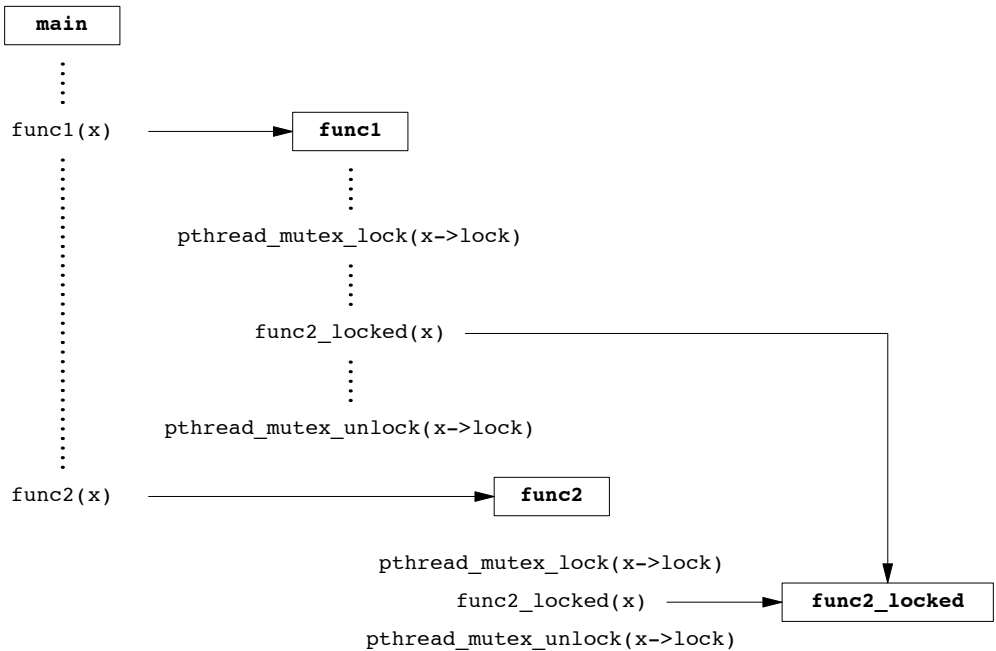 main
func1(x)
func1
pthread_mutex_lock(x->lock)
func2_locked(x)
pthread_mutex_unlock(x->lock)
func2(x)
func2
pthread_mutex_lock(x->lock)
func2_locked(x)
func2_locked
pthread_mutex_unlock(x->lock)